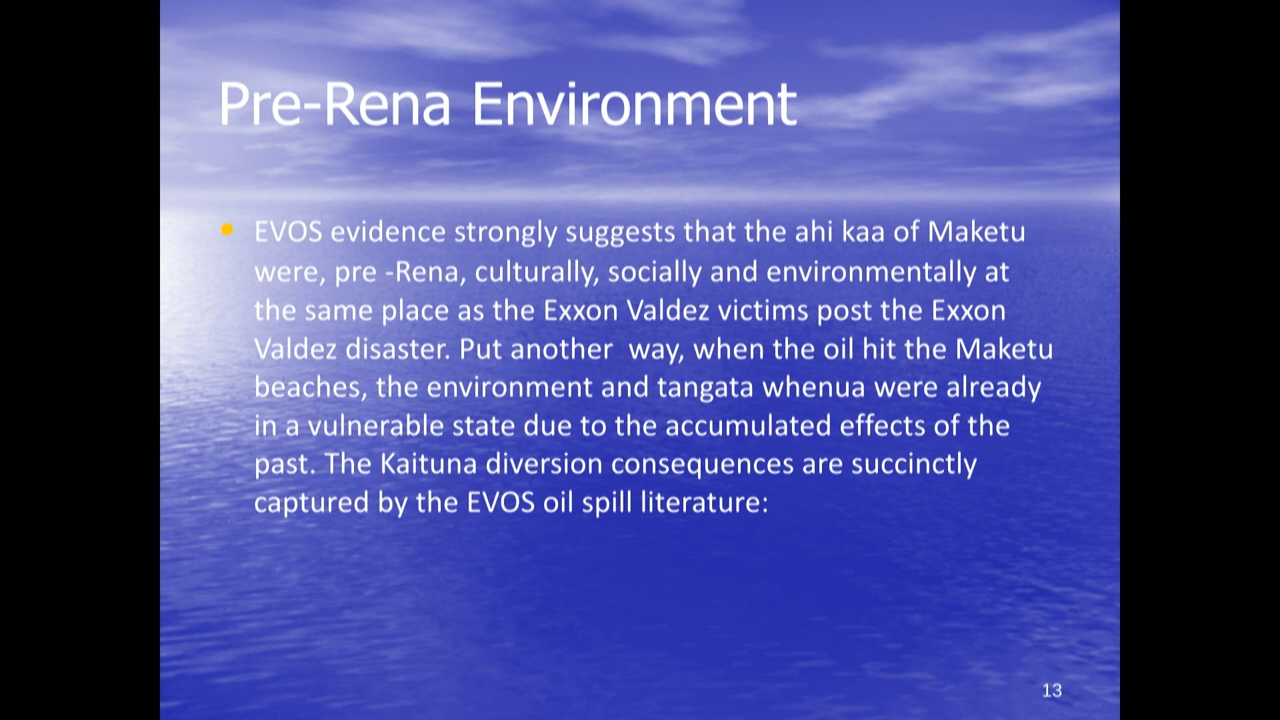 Pre-Rena Environment
• EVOS evidence strongly suggests that the ahi kaa of Maketu
were, pre -Rena, culturally, socially and environmentally at
the same place as the Exxon Valdez victims post the Exxon
Valdez disaster. Put another  way, when the oil hit the Maketu
beaches, the environment and tangata whenua were already
in a vulnerable state due to the accumulated effects of the
past. The Kaituna diversion consequences are succinctly
captured by the EVOS oil spill literature:
13